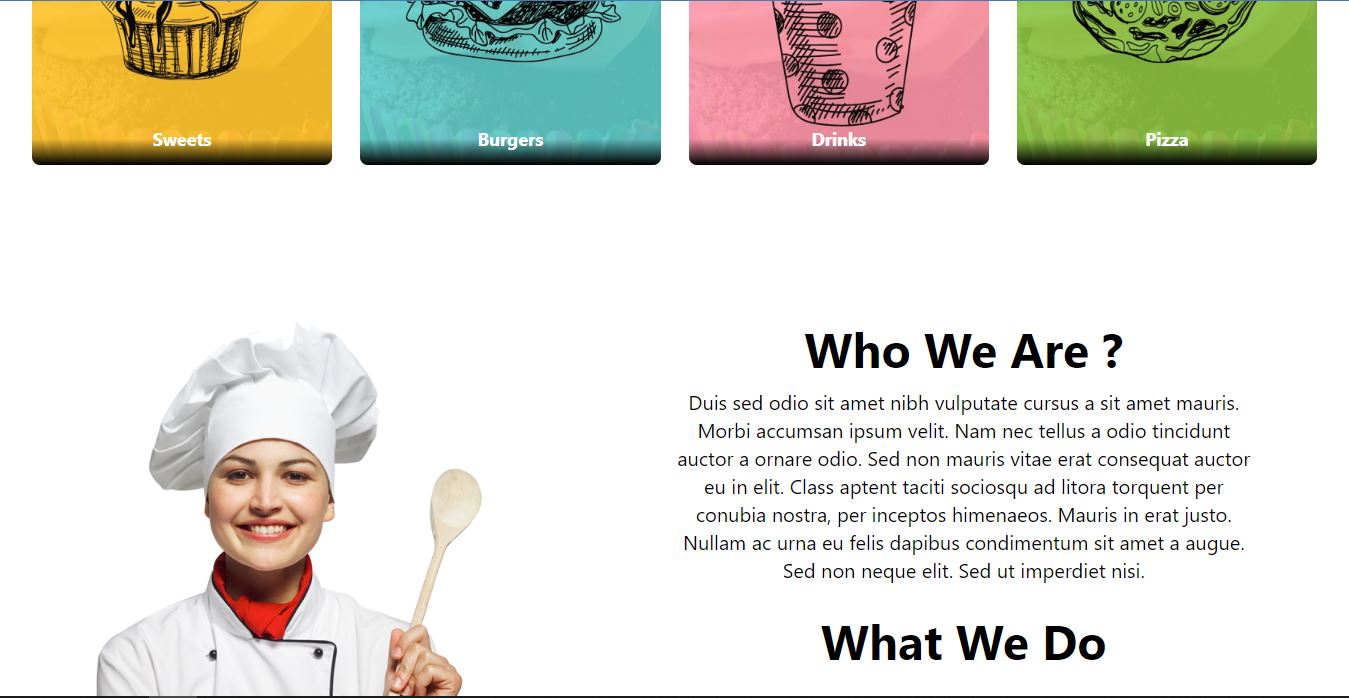 Sweets
Burgers
Drinks
Pizza
Who We Are ?
Duis sed odio sit amet nibh vulputate cursus a sit amet mauris.
Morbi accumsan ipsum velit. Nam nec tellus a odio tincidunt
auctor a ornare odio. Sed non mauris vitae erat consequat auctor
eu in elit. Class aptent taciti sociosqu ad litora torquent per
conubia nostra, per inceptos himenaeos. Mauris in erat justo.
Nullam ac urna eu felis dapibus condimentum sit amet a augue.
Sed non neque elit. Sed ut imperdiet nisi.
What We Do